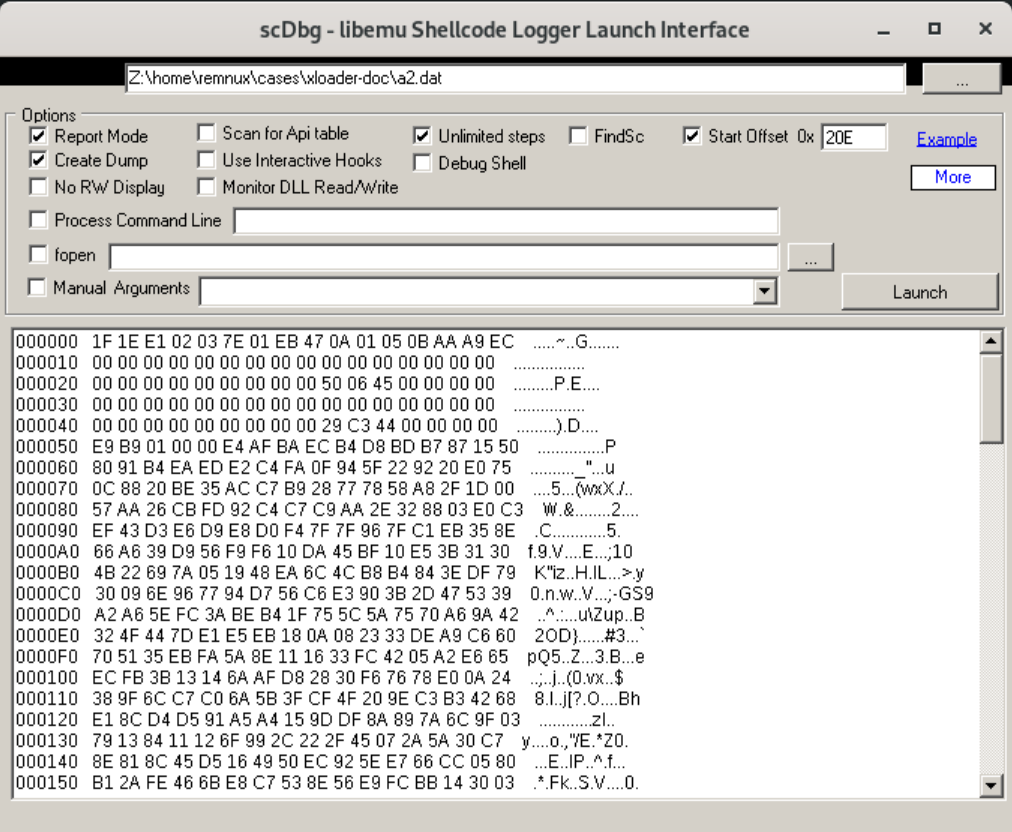 scDbg - libemu Shellcode Logger Launch Interface
Z:\home\remnux\cases\xloader-doc\a2.dat ...
Options
Report Mode Scan for Api table Unlimited steps FindSc Start Offset 0x 20E Example
Create Dump Use Interactive Hooks Debug Shell
No RW Display Monitor DLL Read/Write More
Process Command Line
fopen ...
Manual Arguments Launch
000000 1F 1E E1 02 03 7E 01 EB 47 0A 01 05 0B AA A9 EC .....~..G.......
000010 00 00 00 00 00 00 00 00 00 00 00 00 00 00 00 00 ................
000020 00 00 00 00 00 00 00 00 00 50 06 45 00 00 00 00 .........P.E....
000030 00 00 00 00 00 00 00 00 00 00 00 00 00 00 00 00 ................
000040 00 00 00 00 00 00 00 00 00 29 C3 44 00 00 00 00 .........).D....
000050 E9 B9 01 00 00 E4 AF BA EC B4 D8 BD B7 87 15 50 ...............P
000060 80 91 B4 EA ED E2 C4 FA 0F 94 5F 22 92 20 E0 75 .........._"...u
000070 0C 88 20 BE 35 AC C7 B9 28 77 78 58 A8 2F 1D 00 ....5...(wxX./..
000080 57 AA 26 CB FD 92 C4 C7 C9 AA 2E 32 88 03 E0 C3 W.&........2....
000090 EF 43 D3 E6 D9 E8 D0 F4 7F 7F 96 7F C1 EB 35 8E .C............5.
0000A0 66 A6 39 D9 56 F9 F6 10 DA 45 BF 10 E5 3B 31 30 f.9.V....E...;10
0000B0 4B 22 69 7A 05 19 48 EA 6C 4C B8 B4 84 3E DF 79 K"iz..H.lL...>.y
0000C0 30 09 6E 96 77 94 D7 56 C6 E3 90 3B 2D 47 53 39 0.n.w..V...;-GS9
0000D0 A2 A6 5E FC 3A BE B4 1F 75 5C 5A 75 70 A6 9A 42 ..^.:...u\Zup..B
0000E0 32 4F 44 7D E1 E5 EB 18 0A 08 23 33 DE A9 C6 60 2OD}......#3...`
0000F0 70 51 35 EB FA 5A 8E 11 16 33 FC 42 05 A2 E6 65 pQ5..Z...3.B...e
000100 EC FB 3B 13 14 6A AF D8 28 30 F6 76 78 E0 0A 24 ..;..j..(0.vx..$
000110 38 9F 6C C7 C0 6A 5B 3F CF 4F 20 9E C3 B3 42 68 8.l..j[?.O....Bh
000120 E1 8C D4 D5 91 A5 A4 15 9D DF 8A 89 7A 6C 9F 03 ............zl..
000130 79 13 84 11 12 6F 99 2C 22 2F 45 07 2A 5A 30 C7 y....o.,"/E.*Z0.
000140 8E 81 8C 45 D5 16 49 50 EC 92 5E E7 66 CC 05 80 ...E..IP..^.f...
000150 B1 2A FE 46 6B E8 C7 53 8E 56 E9 FC BB 14 30 03 .*.Fk..S.V....0.